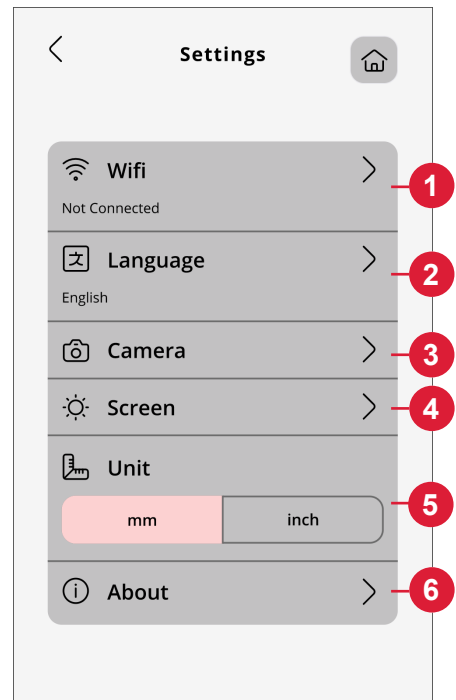 Settings
Wifi
1
Not Connected
Language
2
English
Camera
3
Screen
4
Unit
mm inch
5
About
6